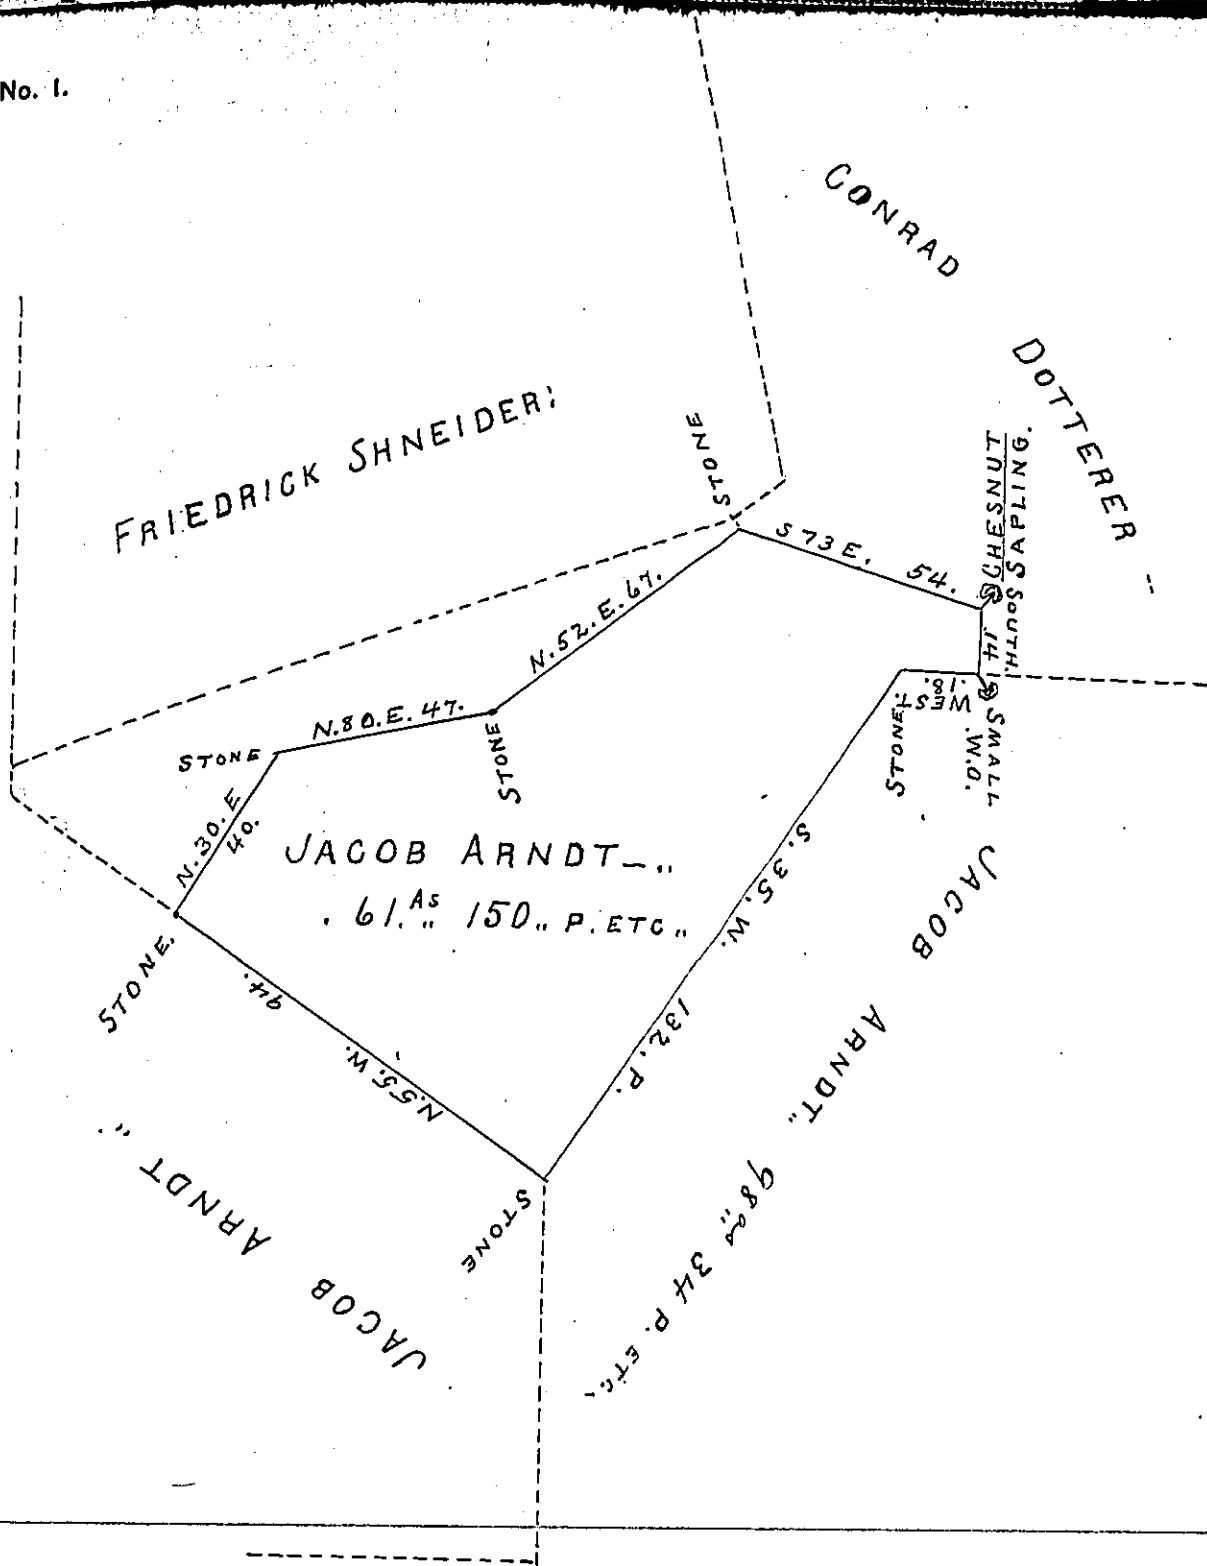 No. 1.
CONRAD DOTTERER --
FRIEDRICK SHNEIDER:
STONE
S 73 E. 54.
CHESNUT
SAPLING.
14 SOUTH.
N. 52. E. 67.
WEST. 18.
SMALL
W.O.
STONE.
N. 80. E. 47.
STONE
STONE
N. 30. E
40.
JACOB ARNDT-..
. 61. As „ 150„ P. ETC„
S. 35. W. 132. P.
STONE.
N. 55. W. 94.
STONE
JACOB ARNDT„
JACOB ARNDT„ 98 as „ 34 P. ETC.